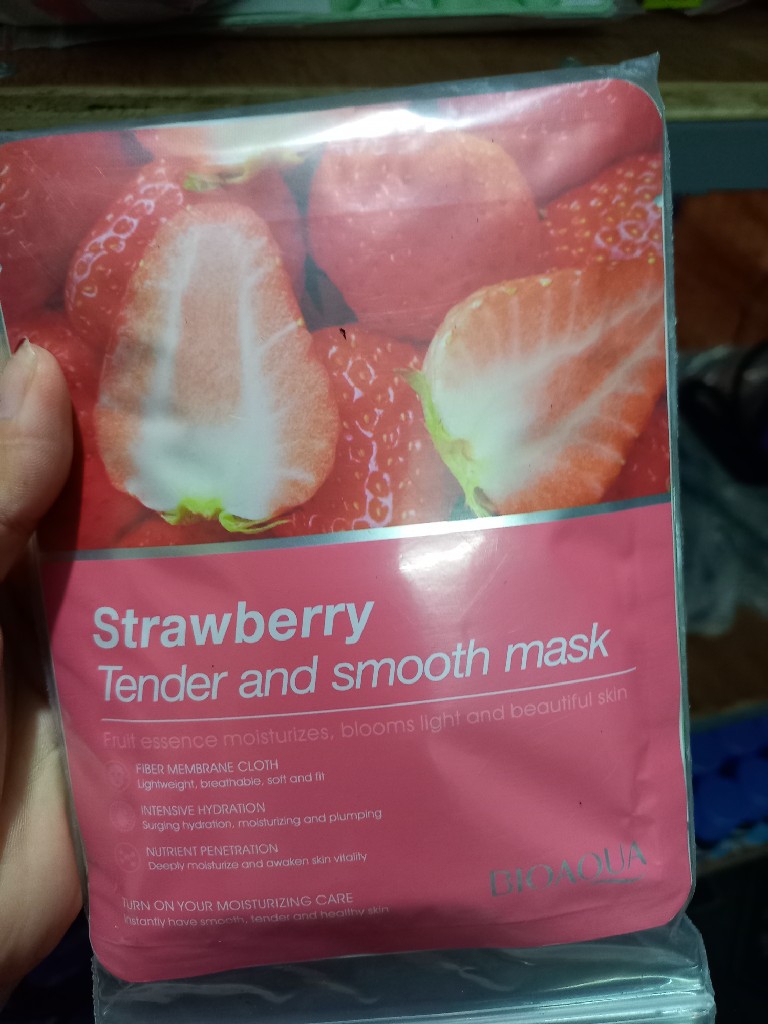 Strawberry
Tender and smooth mask
Fruit essence moisturizes, blooms light and beautiful skin
FIBER MEMBRANE CLOTH
Lightweight, breathable, soft and fit
INTENSIVE HYDRATION
Surging hydration, moisturizing and plumping
NUTRIENT PENETRATION
Deeply moisturize and awaken skin vitality
TURN ON YOUR MOISTURIZING CARE
Instantly have smooth, tender and healthy skin
BIOAQUA